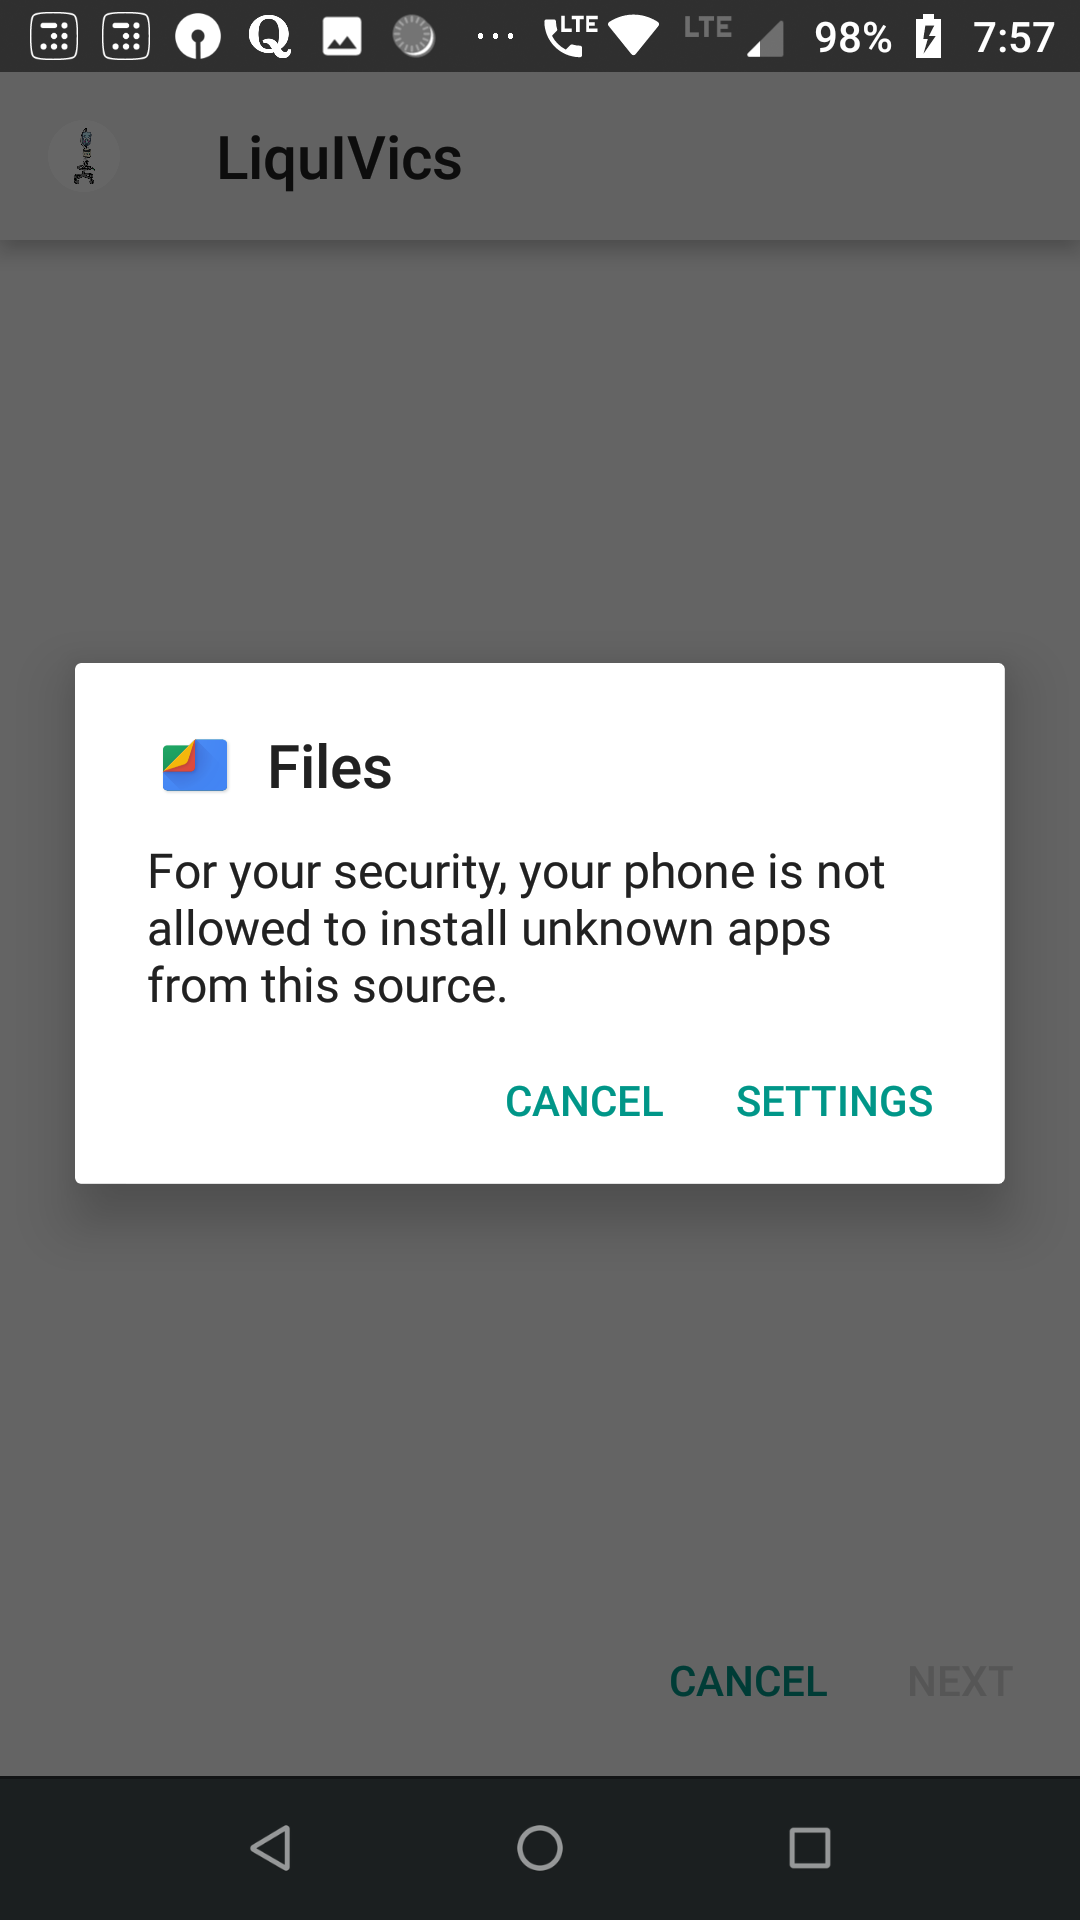 LTE LTE 98% 7:57
LiquIVics
Files
For your security, your phone is not
allowed to install unknown apps
from this source.
CANCEL SETTINGS
CANCEL NEXT